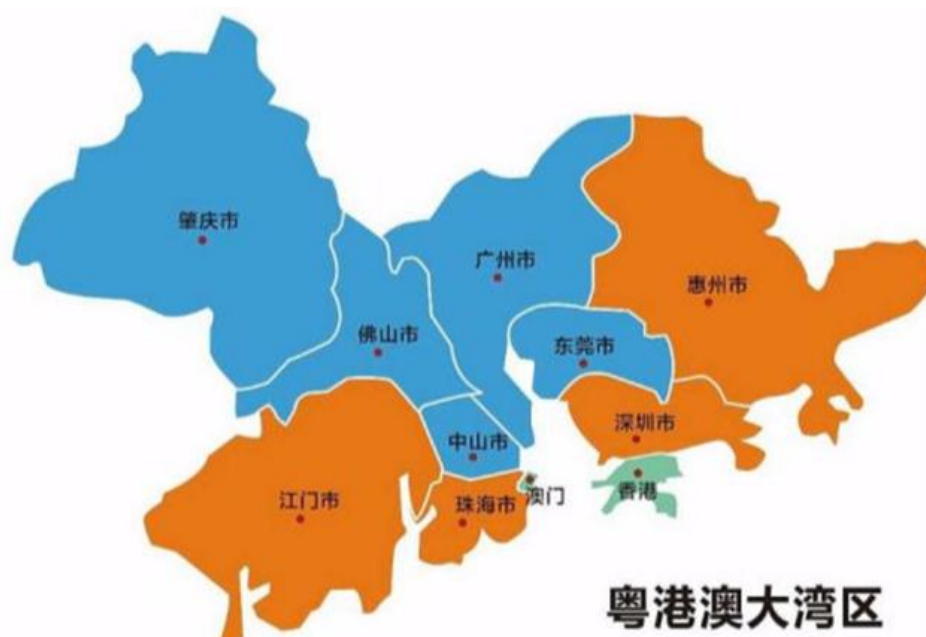 肇庆市
广州市
惠州市
佛山市
东莞市
深圳市
中山市
江门市
珠海市
澳门
香港
粤港澳大湾区